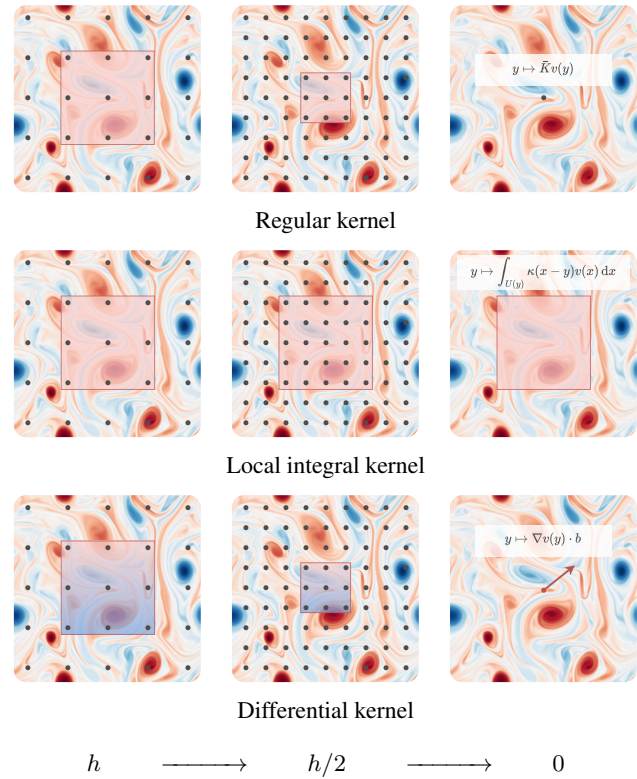 y ↦ K̄v(y)
Regular kernel
y ↦ ∫_{U(y)} κ(x − y)v(x) dx
Local integral kernel
y ↦ ∇v(y) · b
Differential kernel
h ⟶ h/2 ⟶ 0